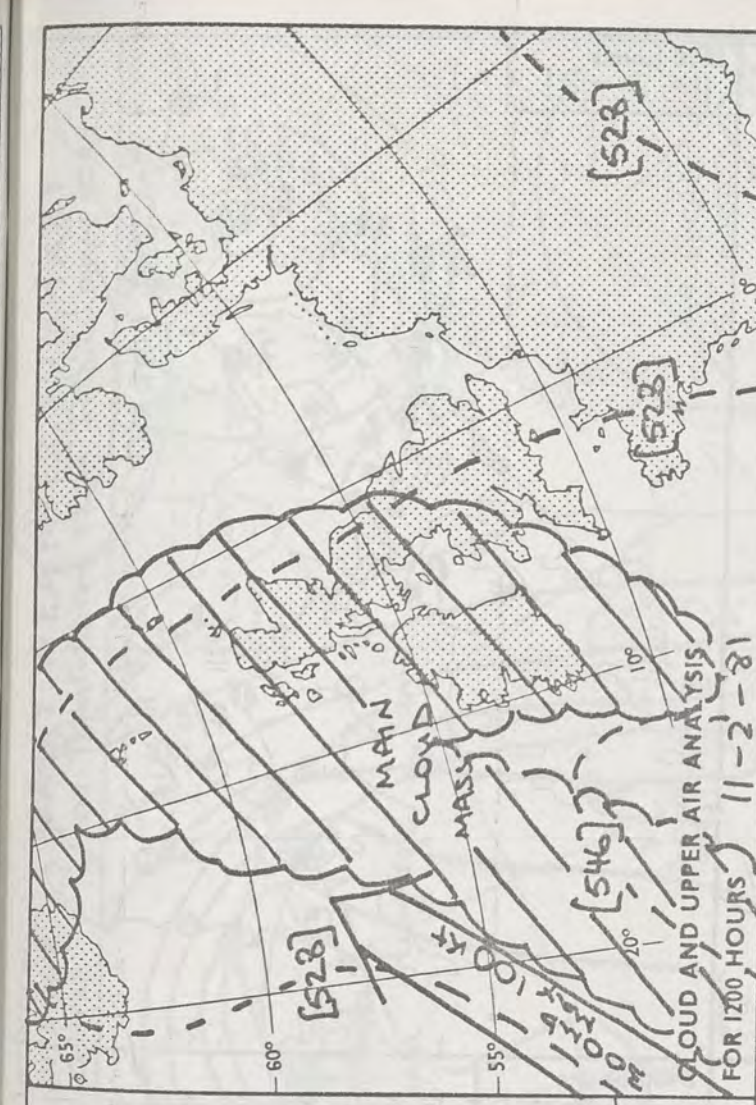 65°
60°
[528]
55°
100 kt
MAIN
CLOUD
MASS
20°
[546]
10°
[528]
[528]
0°
CLOUD AND UPPER AIR ANALYSIS
FOR 1200 HOURS 11-2-81